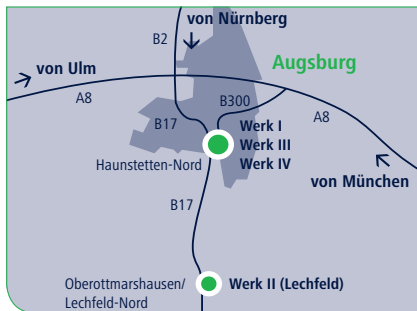 von Nürnberg
B2
von Ulm
Augsburg
A8
B300
A8
B17
Werk I
Werk III
Werk IV
Haunstetten-Nord
von München
B17
Oberottmarshausen/
Lechfeld-Nord
Werk II (Lechfeld)